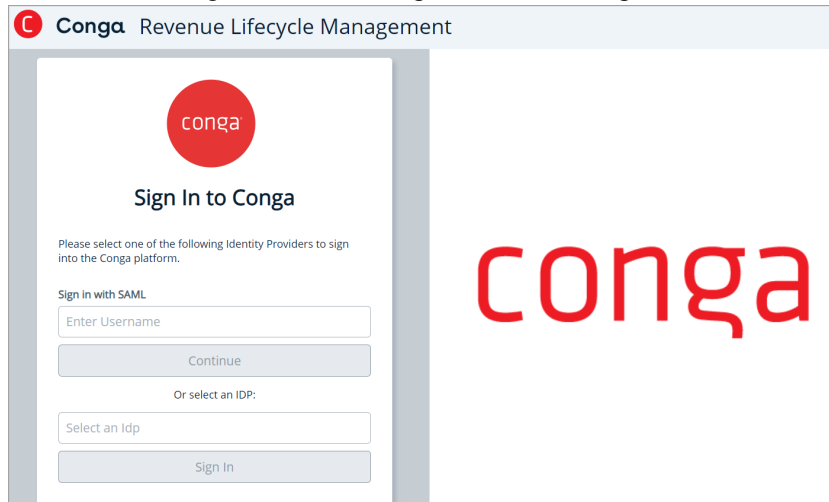 C Conga Revenue Lifecycle Management
conga
Sign In to Conga
Please select one of the following Identity Providers to sign
into the Conga platform.
Sign in with SAML
Enter Username
Continue
Or select an IDP:
Select an Idp
Sign In
conga